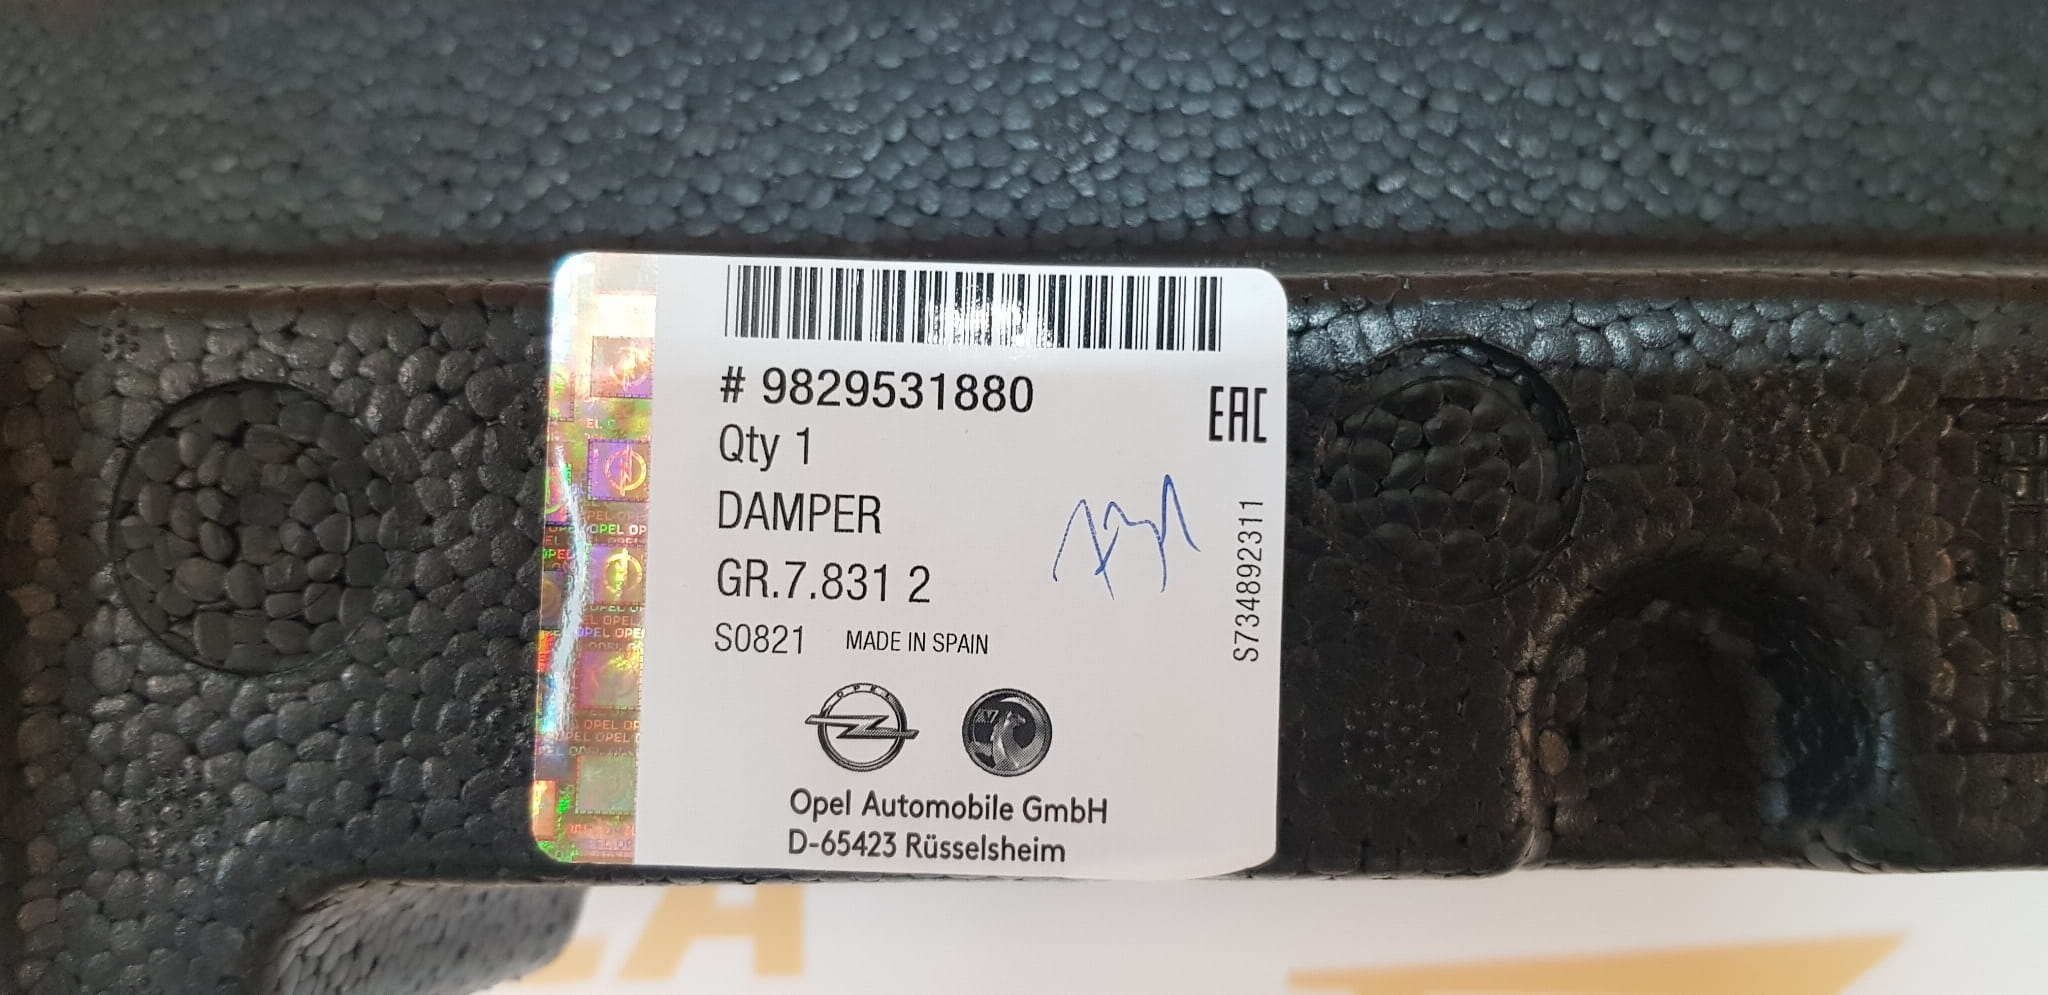 # 9829531880
EAC
Qty 1
DAMPER
GR.7.831 2
S0821 MADE IN SPAIN
S734892311
OPEL
Opel Automobile GmbH
D-65423 Rüsselsheim